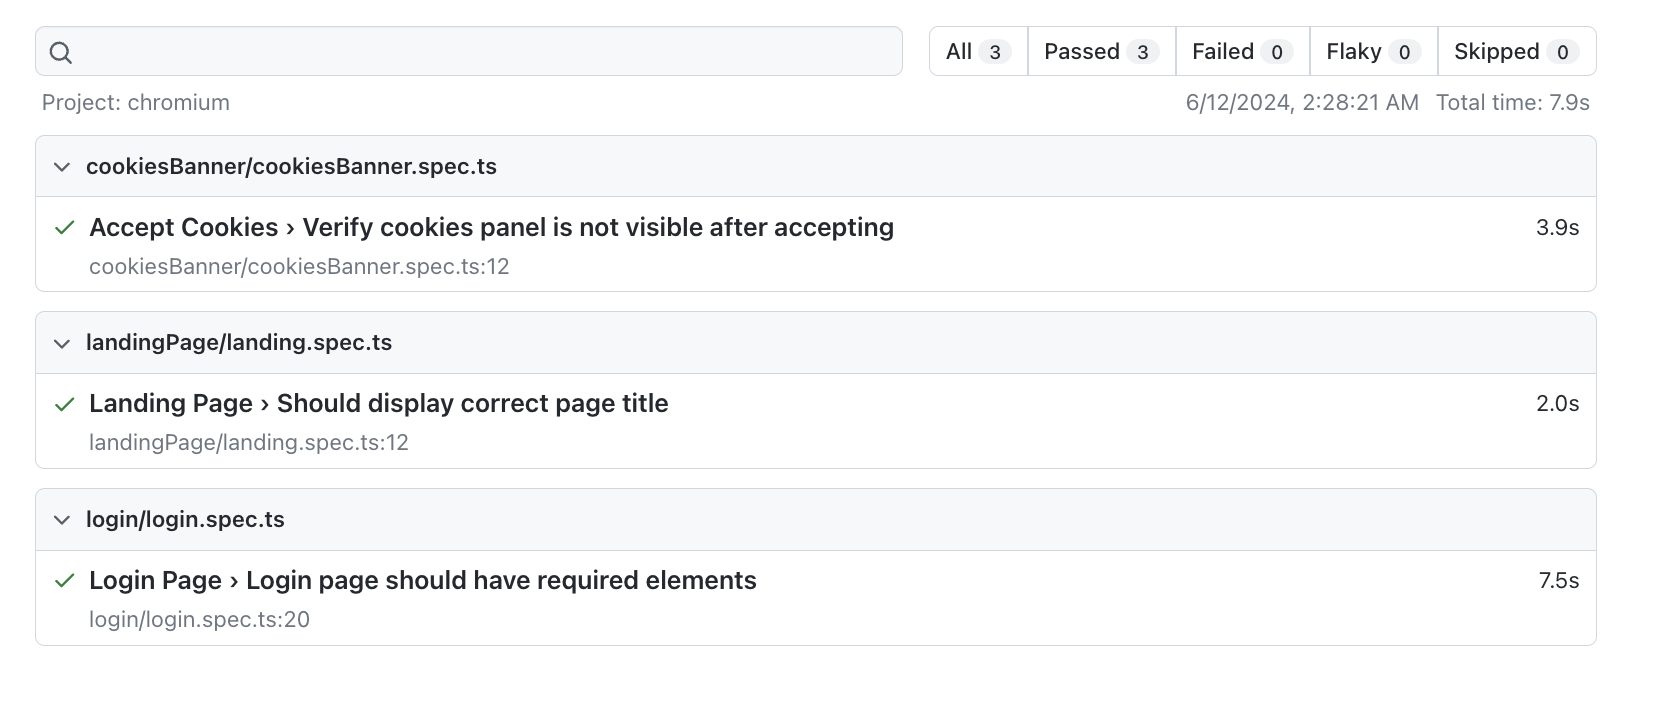 All 3 Passed 3 Failed 0 Flaky 0 Skipped 0
Project: chromium 6/12/2024, 2:28:21 AM Total time: 7.9s
cookiesBanner/cookiesBanner.spec.ts
Accept Cookies › Verify cookies panel is not visible after accepting 3.9s
cookiesBanner/cookiesBanner.spec.ts:12
landingPage/landing.spec.ts
Landing Page › Should display correct page title 2.0s
landingPage/landing.spec.ts:12
login/login.spec.ts
Login Page › Login page should have required elements 7.5s
login/login.spec.ts:20